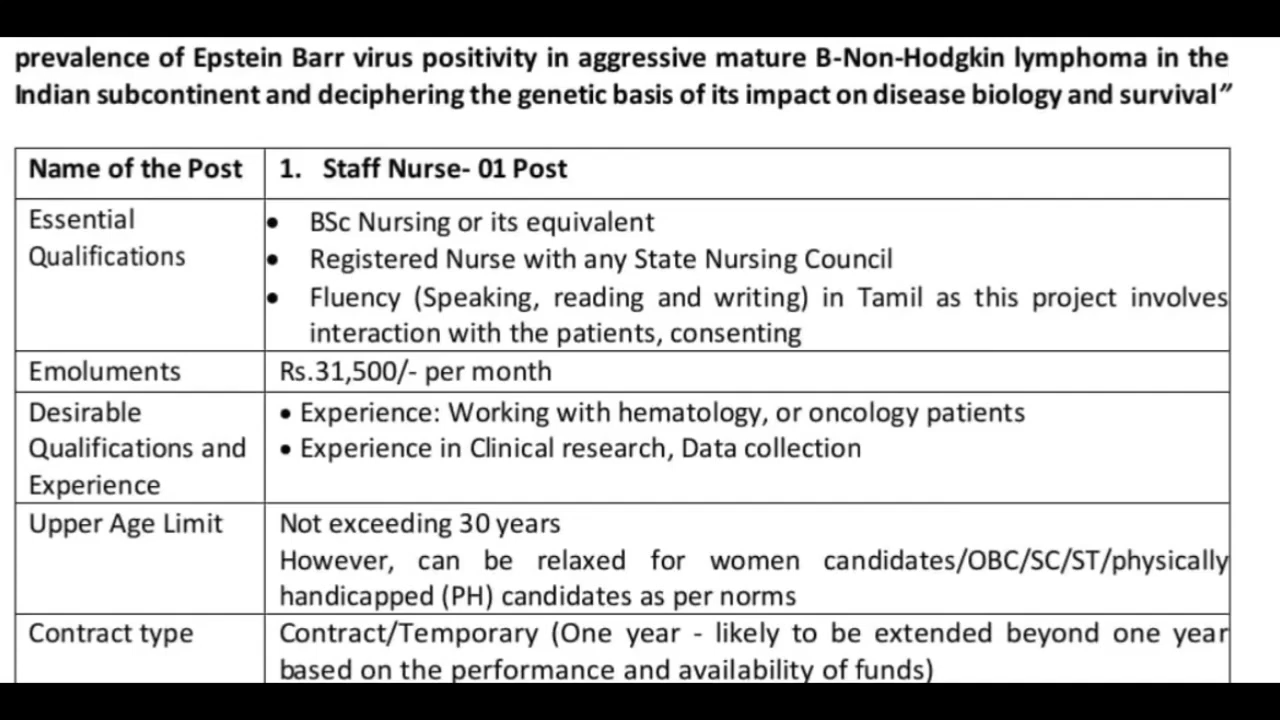 prevalence of Epstein Barr virus positivity in aggressive mature B-Non-Hodgkin lymphoma in the
Indian subcontinent and deciphering the genetic basis of its impact on disease biology and survival”
Name of the Post
1. Staff Nurse- 01 Post
Essential
Qualifications
• BSc Nursing or its equivalent
• Registered Nurse with any State Nursing Council
• Fluency (Speaking, reading and writing) in Tamil as this project involves
interaction with the patients, consenting
Emoluments
Rs.31,500/- per month
Desirable
Qualifications and
Experience
• Experience: Working with hematology, or oncology patients
• Experience in Clinical research, Data collection
Upper Age Limit
Not exceeding 30 years
However, can be relaxed for women candidates/OBC/SC/ST/physically
handicapped (PH) candidates as per norms
Contract type
Contract/Temporary (One year - likely to be extended beyond one year
based on the performance and availability of funds)